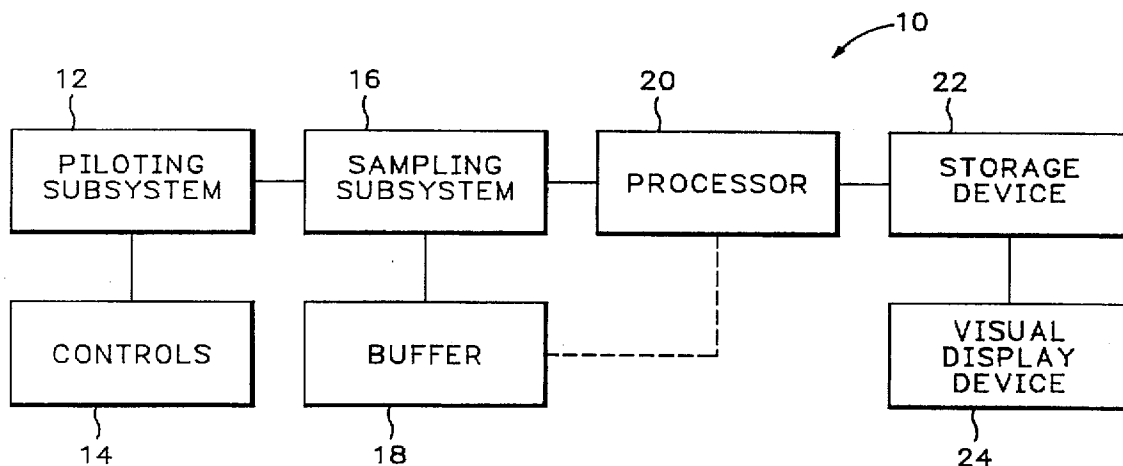 10
12
16
20
22
PILOTING
SUBSYSTEM
SAMPLING
SUBSYSTEM
PROCESSOR
STORAGE
DEVICE
CONTROLS
BUFFER
VISUAL
DISPLAY
DEVICE
14
18
24